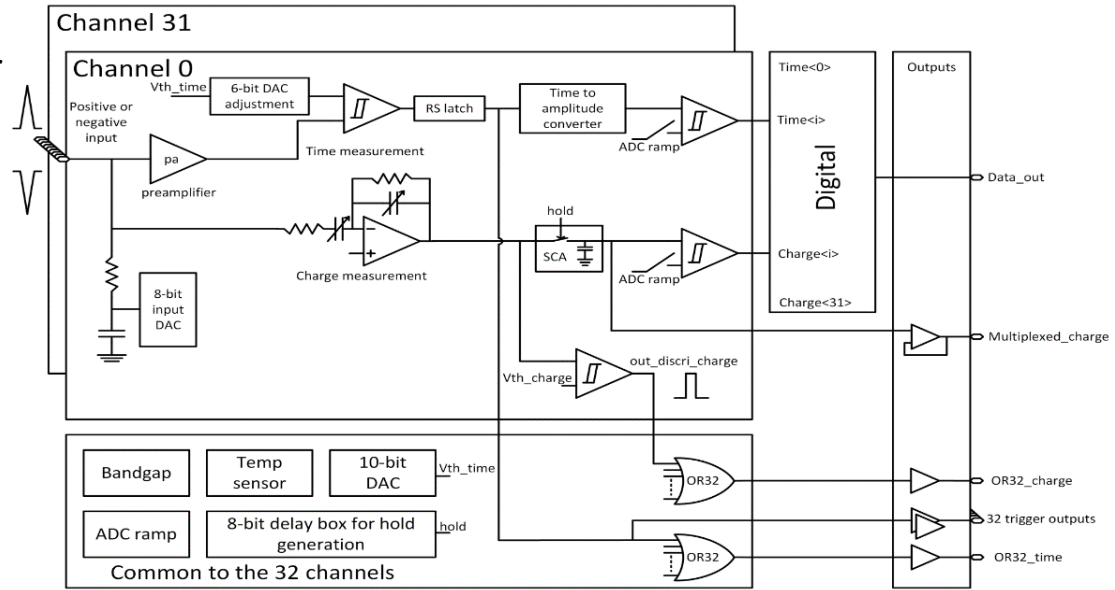 Channel 31
Channel 0
Positive or
negative
input
Vth_time
6-bit DAC
adjustment
RS latch
Time to
amplitude
converter
ADC ramp
pa
preamplifier
Time measurement
Charge measurement
hold
SCA
ADC ramp
8-bit
input
DAC
Vth_charge
out_discri_charge
Time<0>
Time<i>
Digital
Charge<i>
Charge<31>
Outputs
Data_out
Multiplexed_charge
Bandgap
Temp
sensor
10-bit
DAC
Vth_time
ADC ramp
8-bit delay box for hold
generation
hold
Common to the 32 channels
OR32
OR32
OR32_charge
32 trigger outputs
OR32_time